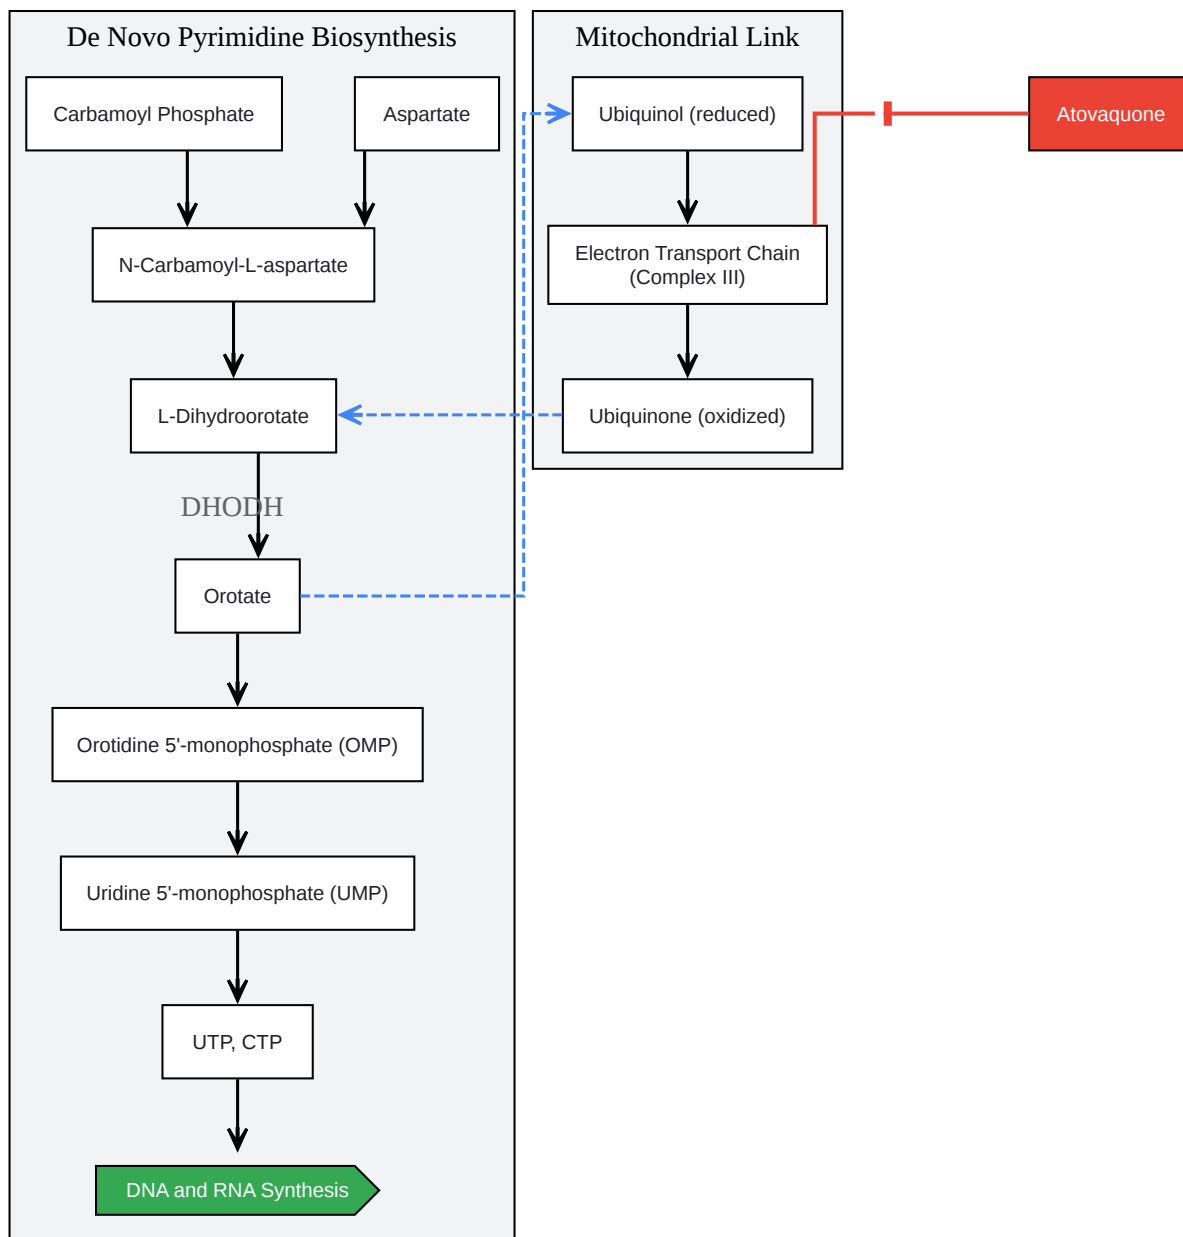 De Novo Pyrimidine Biosynthesis
Mitochondrial Link
Carbamoyl Phosphate
Aspartate
Ubiquinol (reduced)
Atovaquone
N-Carbamoyl-L-aspartate
Electron Transport Chain
(Complex III)
L-Dihydroorotate
Ubiquinone (oxidized)
DHODH
Orotate
Orotidine 5'-monophosphate (OMP)
Uridine 5'-monophosphate (UMP)
UTP, CTP
DNA and RNA Synthesis